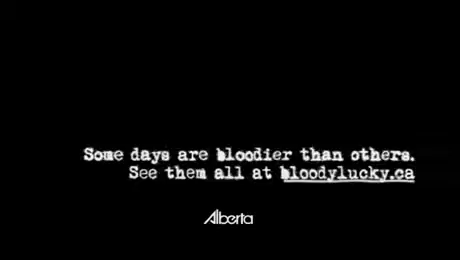 Some days are bloodier than others.
See them all at bloodylucky.ca
Alberta